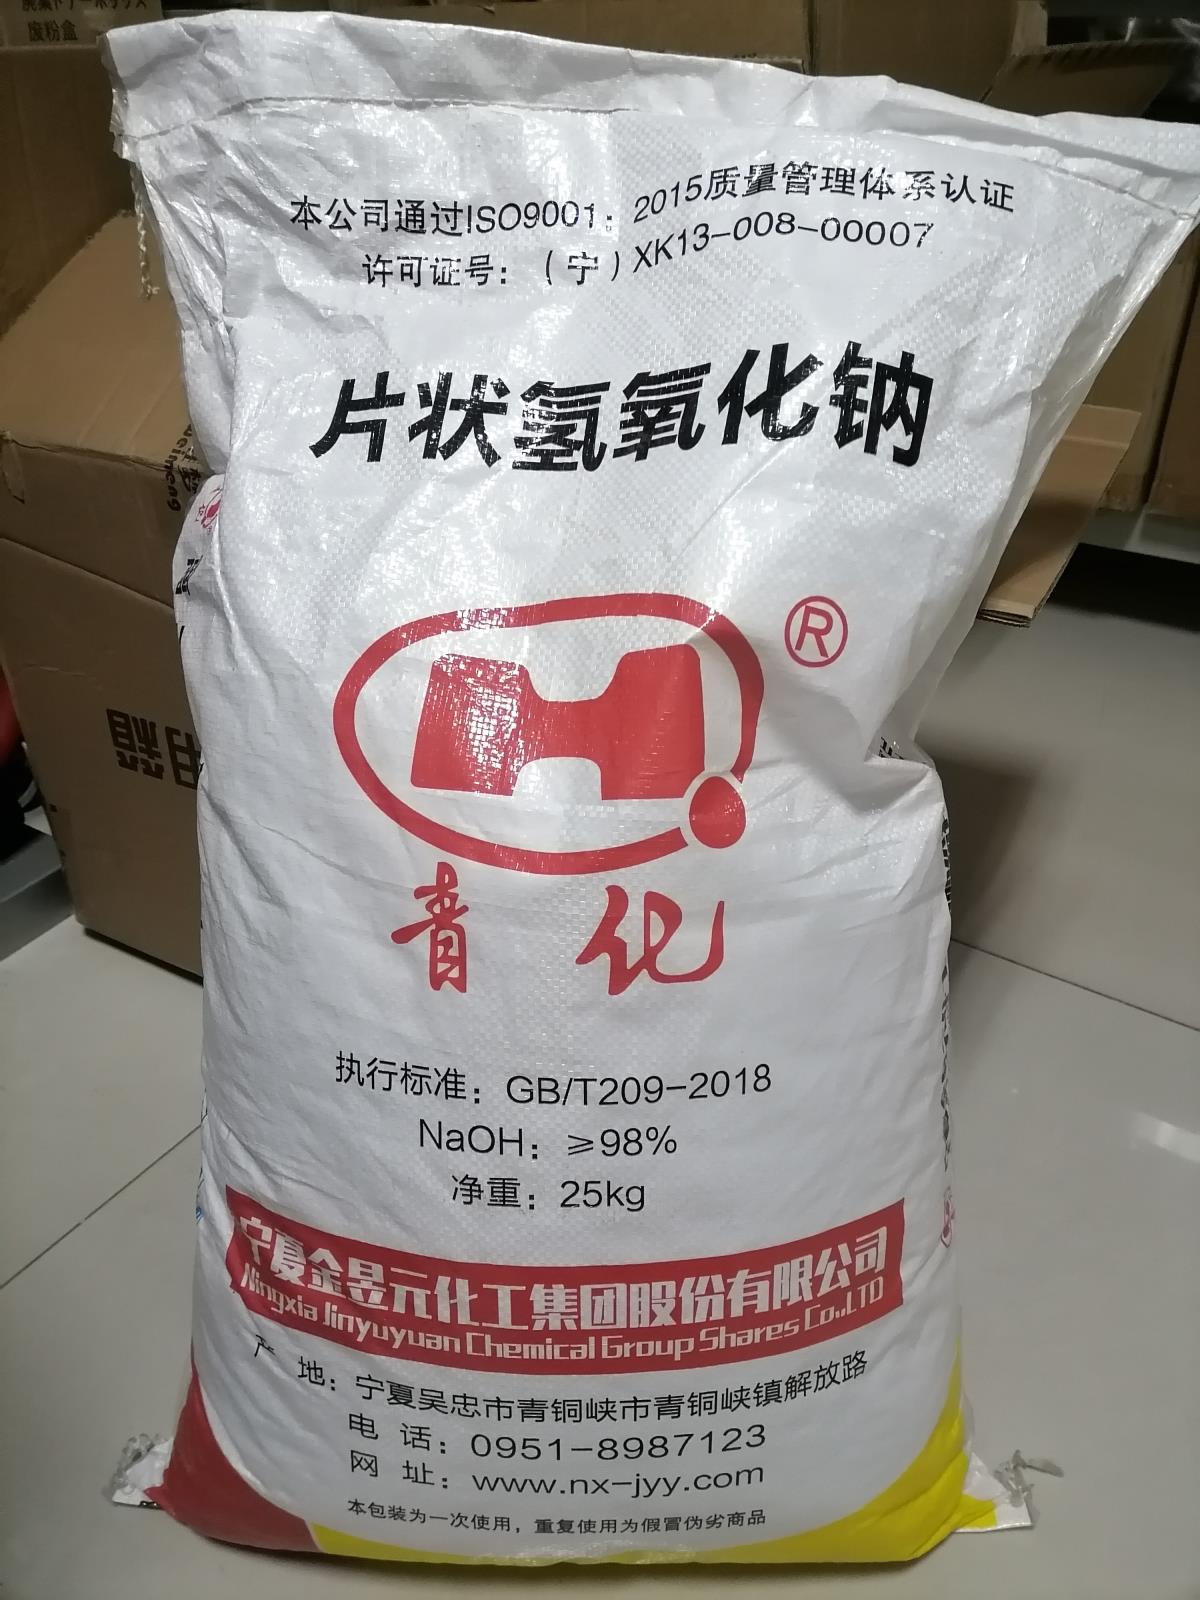 废粉盒
本公司通过ISO9001：2015质量管理体系认证
许可证号：（宁）XK13-008-00007
片状氢氧化钠
®
青 化
执行标准：GB/T209-2018
NaOH：≥98%
净重：25kg
宁夏金昱元化工集团股份有限公司
Ningxia Jinyuyuan Chemical Group Shares Co.,LTD
产 地：宁夏吴忠市青铜峡市青铜峡镇解放路
电 话：0951-8987123
网 址：www.nx-jyy.com
本包装为一次使用，重复使用为假冒伪劣商品